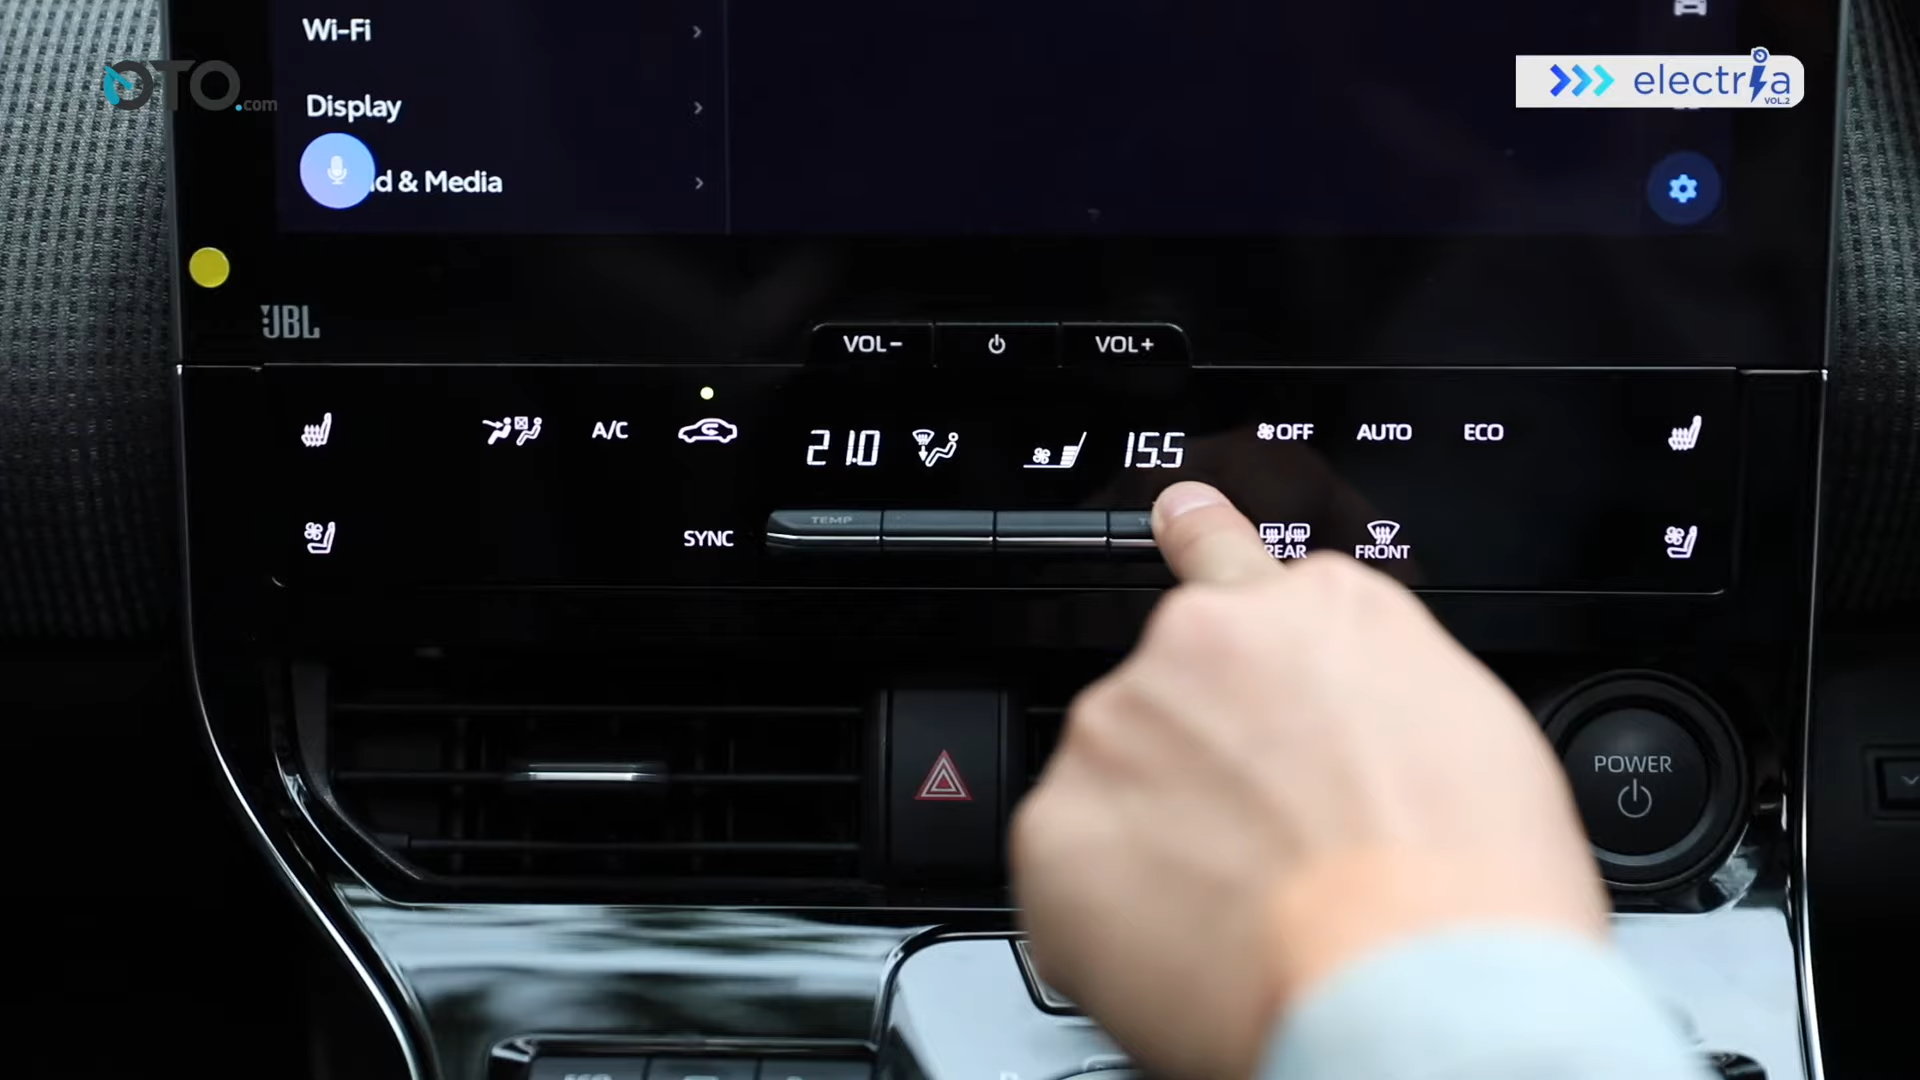 Wi-Fi
OTO.com
electria
VOL.2
Display
d & Media
JBL
VOL-
VOL+
A/C
21.0
15.5
OFF
AUTO
ECO
TEMP
SYNC
REAR
FRONT
POWER